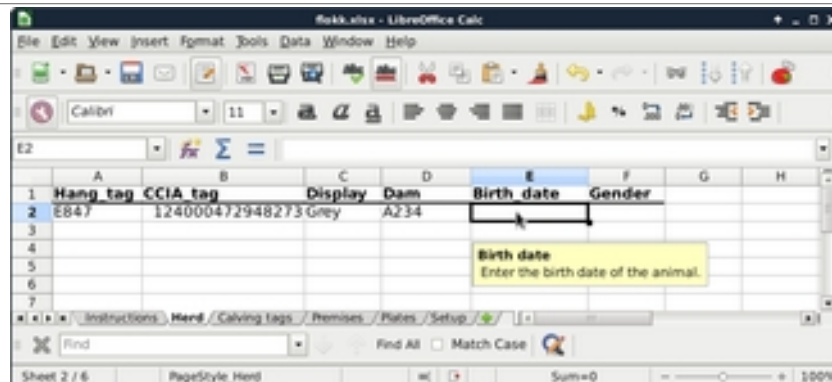 flokk.xlsx - LibreOffice Calc
File Edit View Insert Format Tools Data Window Help
Calibri 11 a a a %
E2 Σ =
A B C D E F G H
1 Hang_tag CCIA_tag Display Dam Birth_date Gender
2 E847 124000472948273 Grey A234
3
4
Birth date
5 Enter the birth date of the animal.
6
7
Instructions Herd Calving tags Premises Plates Setup
Find Find All Match Case
Sheet 2 / 6 PageStyle_Herd Sum=0 100%